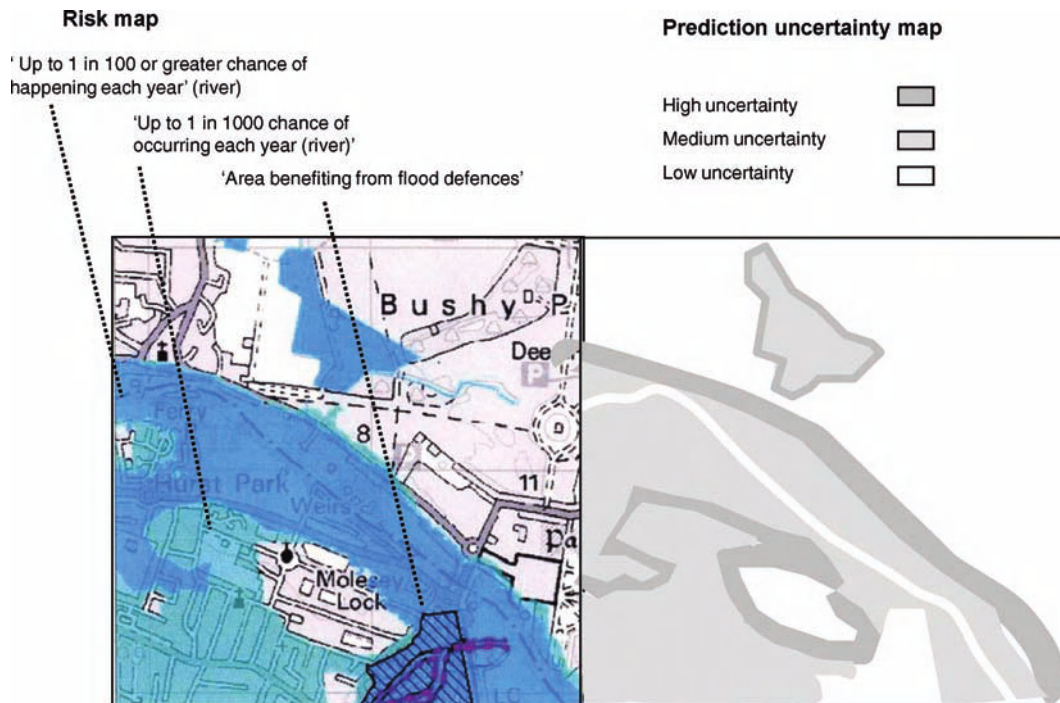 Risk map
' Up to 1 in 100 or greater chance of
happening each year' (river)
'Up to 1 in 1000 chance of
occurring each year (river)'
'Area benefiting from flood defences'
Prediction uncertainty map
High uncertainty
Medium uncertainty
Low uncertainty
Bushy P
Dee
P
Ferry
8
11
Hurst Park
Weirs
Pa
Molesey
Lock
LC